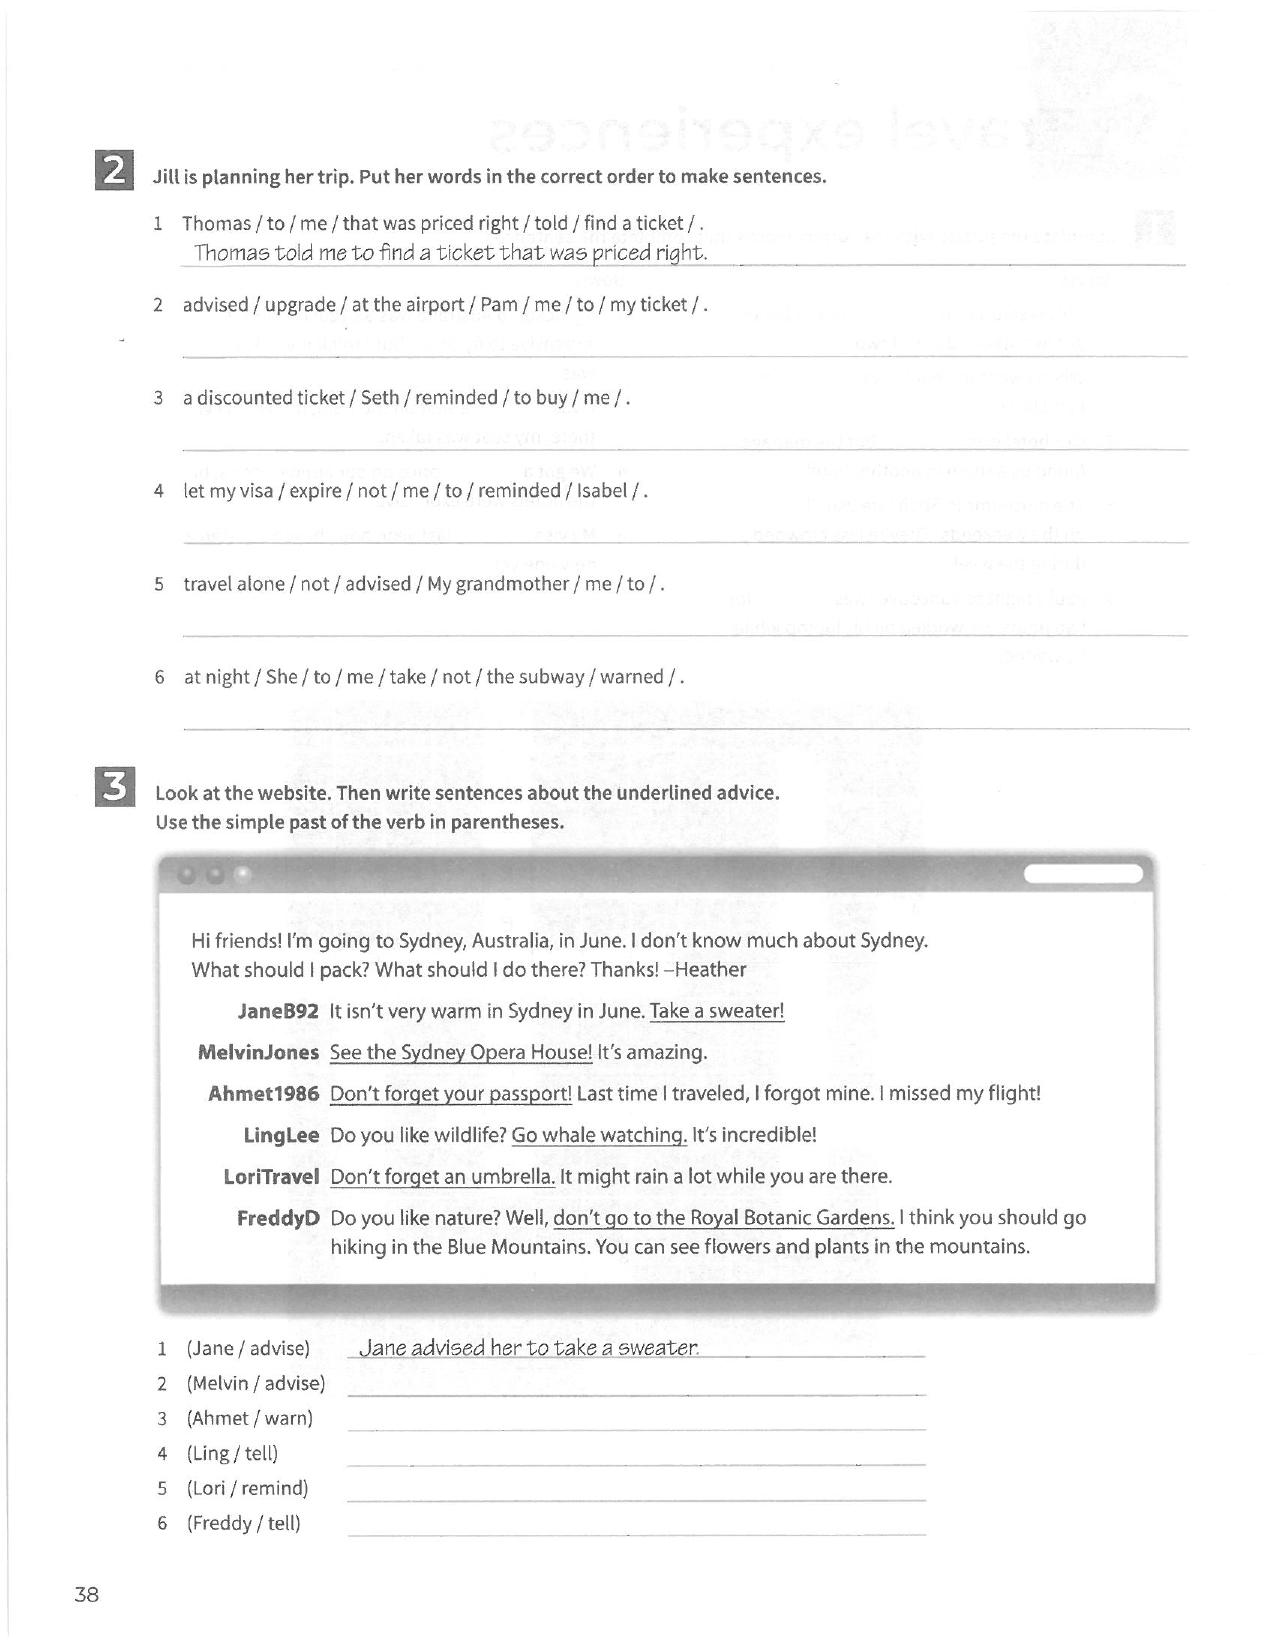 Travel experiences
2 Jill is planning her trip. Put her words in the correct order to make sentences.
1 Thomas / to / me / that was priced right / told / find a ticket / .
Thomas told me to find a ticket that was priced right.
2 advised / upgrade / at the airport / Pam / me / to / my ticket / .
3 a discounted ticket / Seth / reminded / to buy / me / .
4 let my visa / expire / not / me / to / reminded / Isabel / .
5 travel alone / not / advised / My grandmother / me / to / .
6 at night / She / to / me / take / not / the subway / warned / .
3 Look at the website. Then write sentences about the underlined advice.
Use the simple past of the verb in parentheses.
Hi friends! I'm going to Sydney, Australia, in June. I don't know much about Sydney.
What should I pack? What should I do there? Thanks! –Heather
JaneB92 It isn't very warm in Sydney in June. Take a sweater!
MelvinJones See the Sydney Opera House! It's amazing.
Ahmet1986 Don't forget your passport! Last time I traveled, I forgot mine. I missed my flight!
LingLee Do you like wildlife? Go whale watching. It's incredible!
LoriTravel Don't forget an umbrella. It might rain a lot while you are there.
FreddyD Do you like nature? Well, don't go to the Royal Botanic Gardens. I think you should go
hiking in the Blue Mountains. You can see flowers and plants in the mountains.
1 (Jane / advise) Jane advised her to take a sweater.
2 (Melvin / advise)
3 (Ahmet / warn)
4 (Ling / tell)
5 (Lori / remind)
6 (Freddy / tell)
38